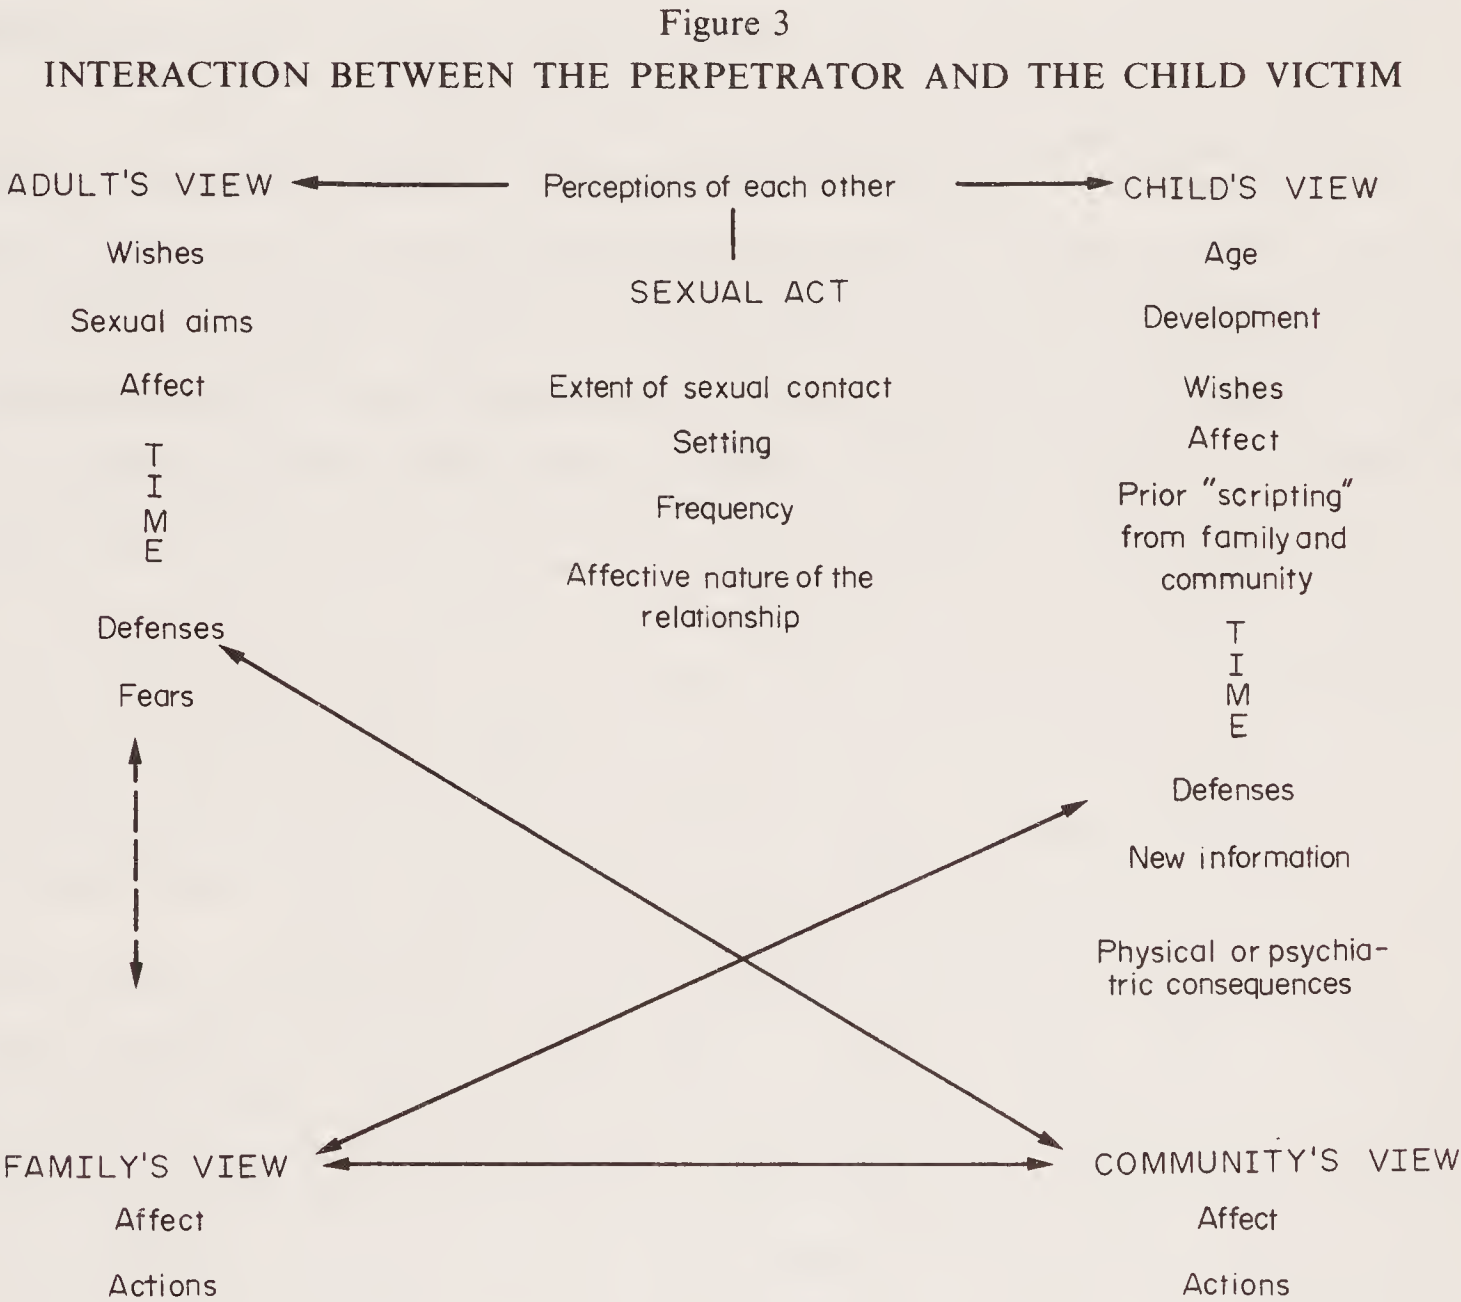 Figure 3
INTERACTION BETWEEN THE PERPETRATOR AND THE CHILD VICTIM
ADULT'S VIEW
Wishes
Sexual aims
Affect
T
I
M
E
Defenses
Fears
Perceptions of each other
SEXUAL ACT
Extent of sexual contact
Setting
Frequency
Affective nature of the
relationship
CHILD'S VIEW
Age
Development
Wishes
Affect
Prior "scripting"
from family and
community
T
I
M
E
Defenses
New information
Physical or psychia-
tric consequences
FAMILY'S VIEW
Affect
Actions
COMMUNITY'S VIEW
Affect
Actions